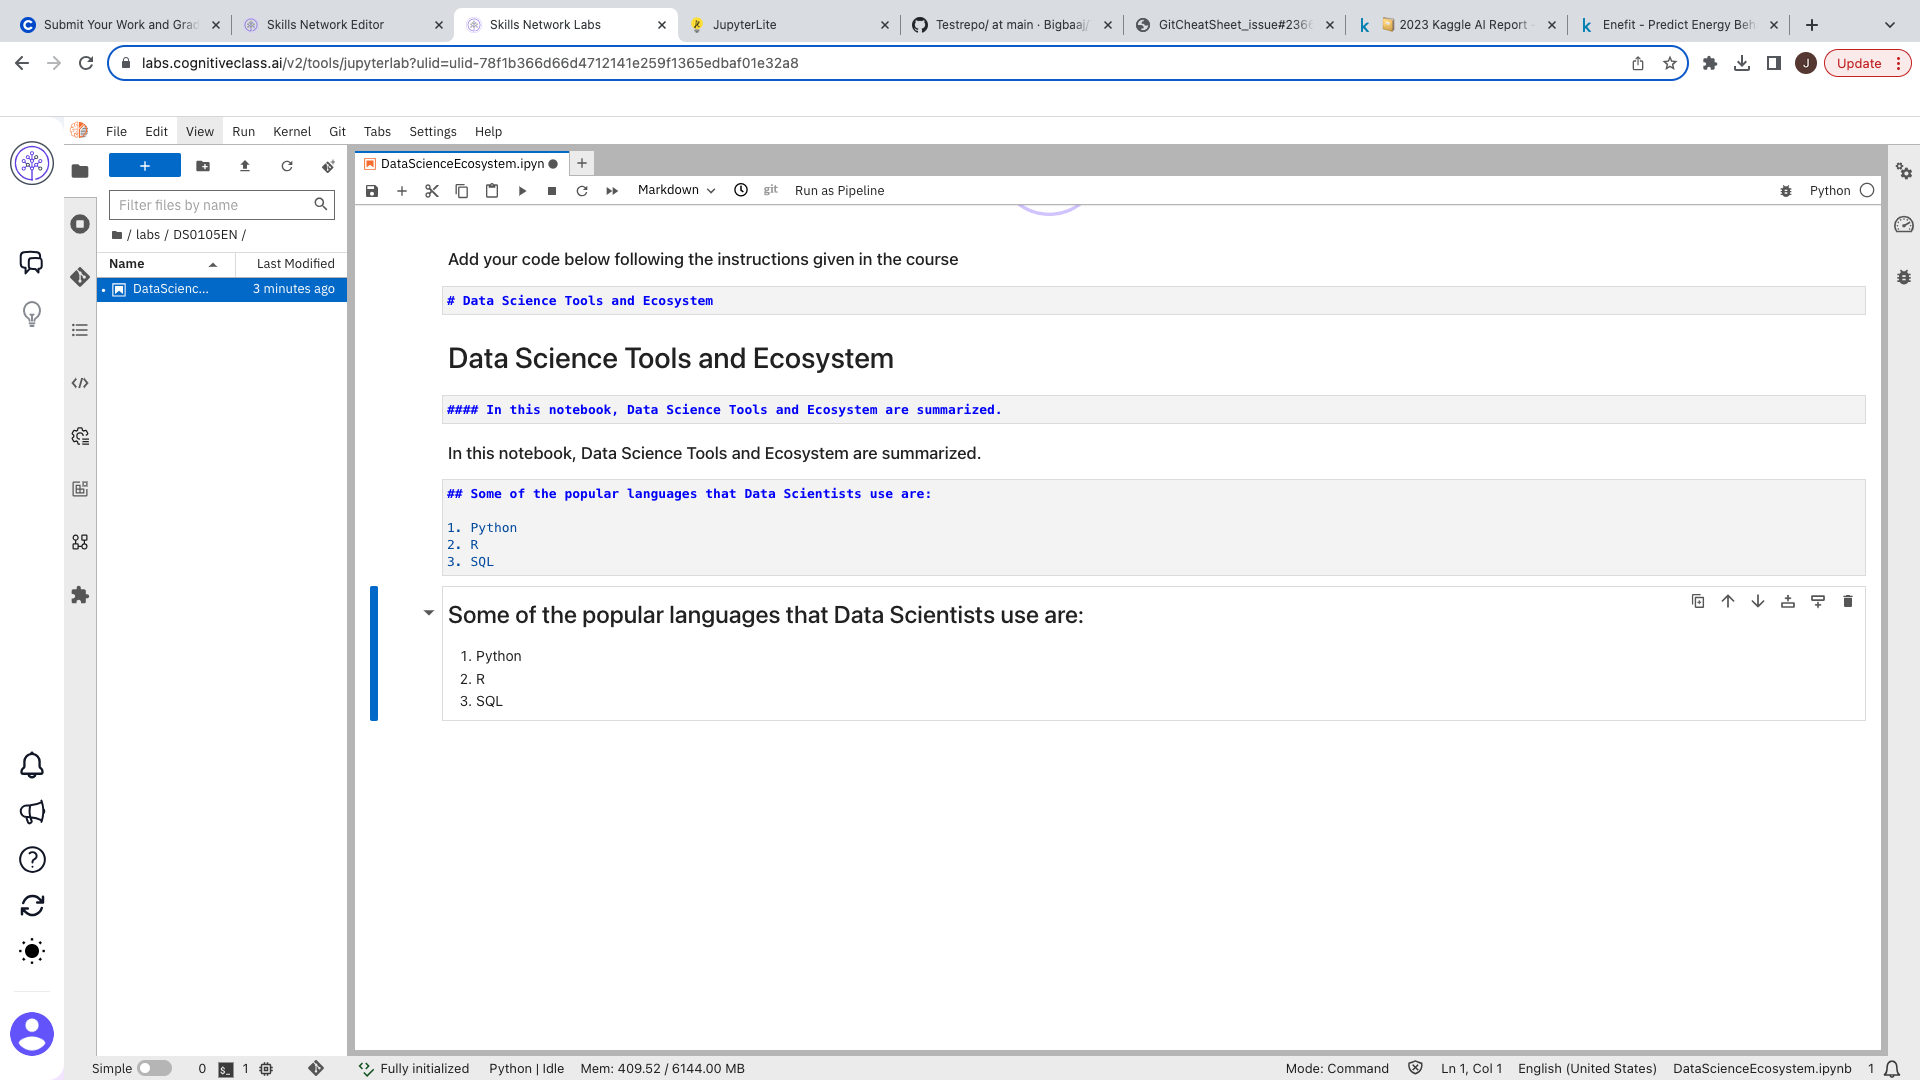 Submit Your Work and Grad
Skills Network Editor
Skills Network Labs
JupyterLite
Testrepo/ at main · Bigbaaj/
GitCheatSheet_issue#236
2023 Kaggle AI Report -
Enefit - Predict Energy Beh
labs.cognitiveclass.ai/v2/tools/jupyterlab?ulid=ulid-78f1b366d66d4712141e259f1365edbaf01e32a8
J
Update
File Edit View Run Kernel Git Tabs Settings Help
DataScienceEcosystem.ipyn
Markdown
git
Run as Pipeline
Python
Filter files by name
/ labs / DS0105EN /
Name
Last Modified
DataScienc...
3 minutes ago
Add your code below following the instructions given in the course
# Data Science Tools and Ecosystem
Data Science Tools and Ecosystem
#### In this notebook, Data Science Tools and Ecosystem are summarized.
In this notebook, Data Science Tools and Ecosystem are summarized.
## Some of the popular languages that Data Scientists use are:
1. Python
2. R
3. SQL
Some of the popular languages that Data Scientists use are:
1. Python
2. R
3. SQL
Simple
0
$_
1
Fully initialized
Python | Idle
Mem: 409.52 / 6144.00 MB
Mode: Command
Ln 1, Col 1
English (United States)
DataScienceEcosystem.ipynb
1